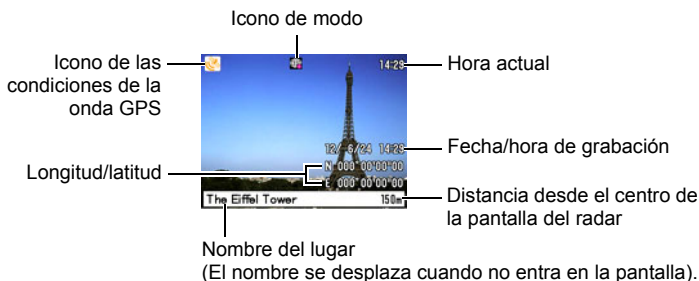 Icono de modo
Icono de las
condiciones de la
onda GPS
14:29
Hora actual
12/ 6/24 14:29
Fecha/hora de grabación
Longitud/latitud
N 000°00'00"00
E 000°00'00"00
The Eiffel Tower
150m
Distancia desde el centro de
la pantalla del radar
Nombre del lugar
(El nombre se desplaza cuando no entra en la pantalla).